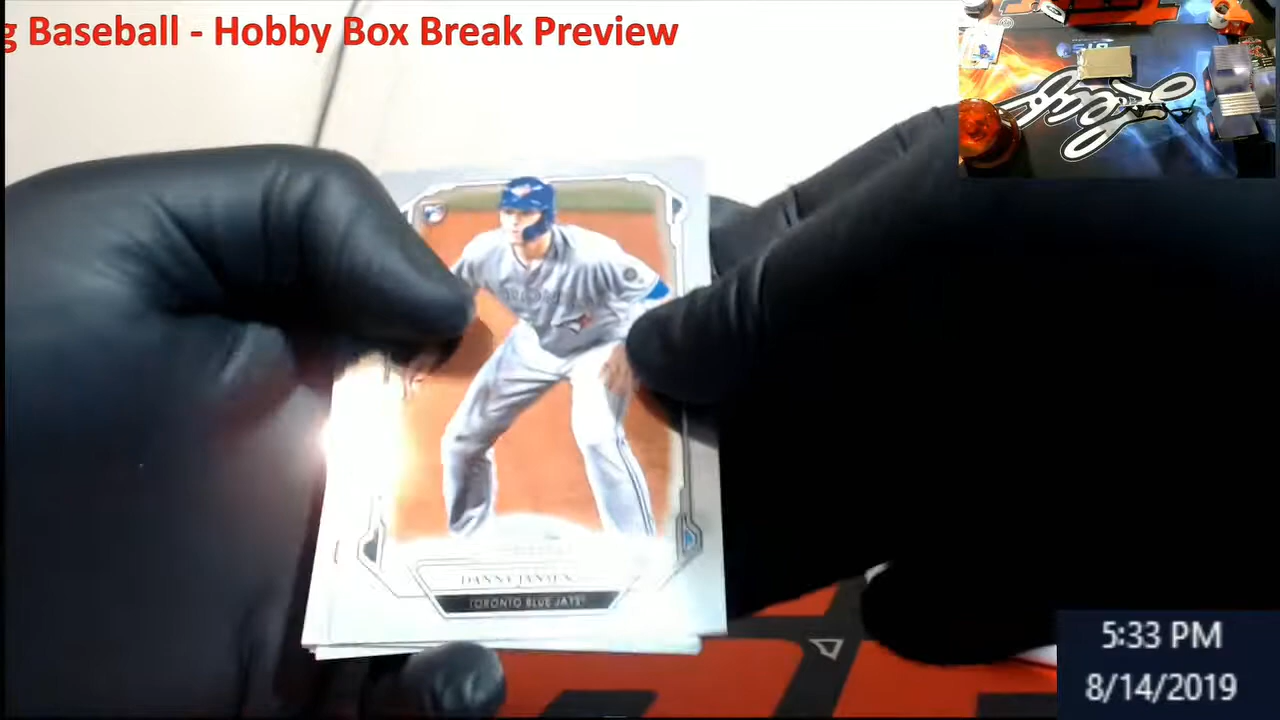 g Baseball - Hobby Box Break Preview
DANNY JANSEN
TORONTO BLUE JAYS
5:33 PM
8/14/2019